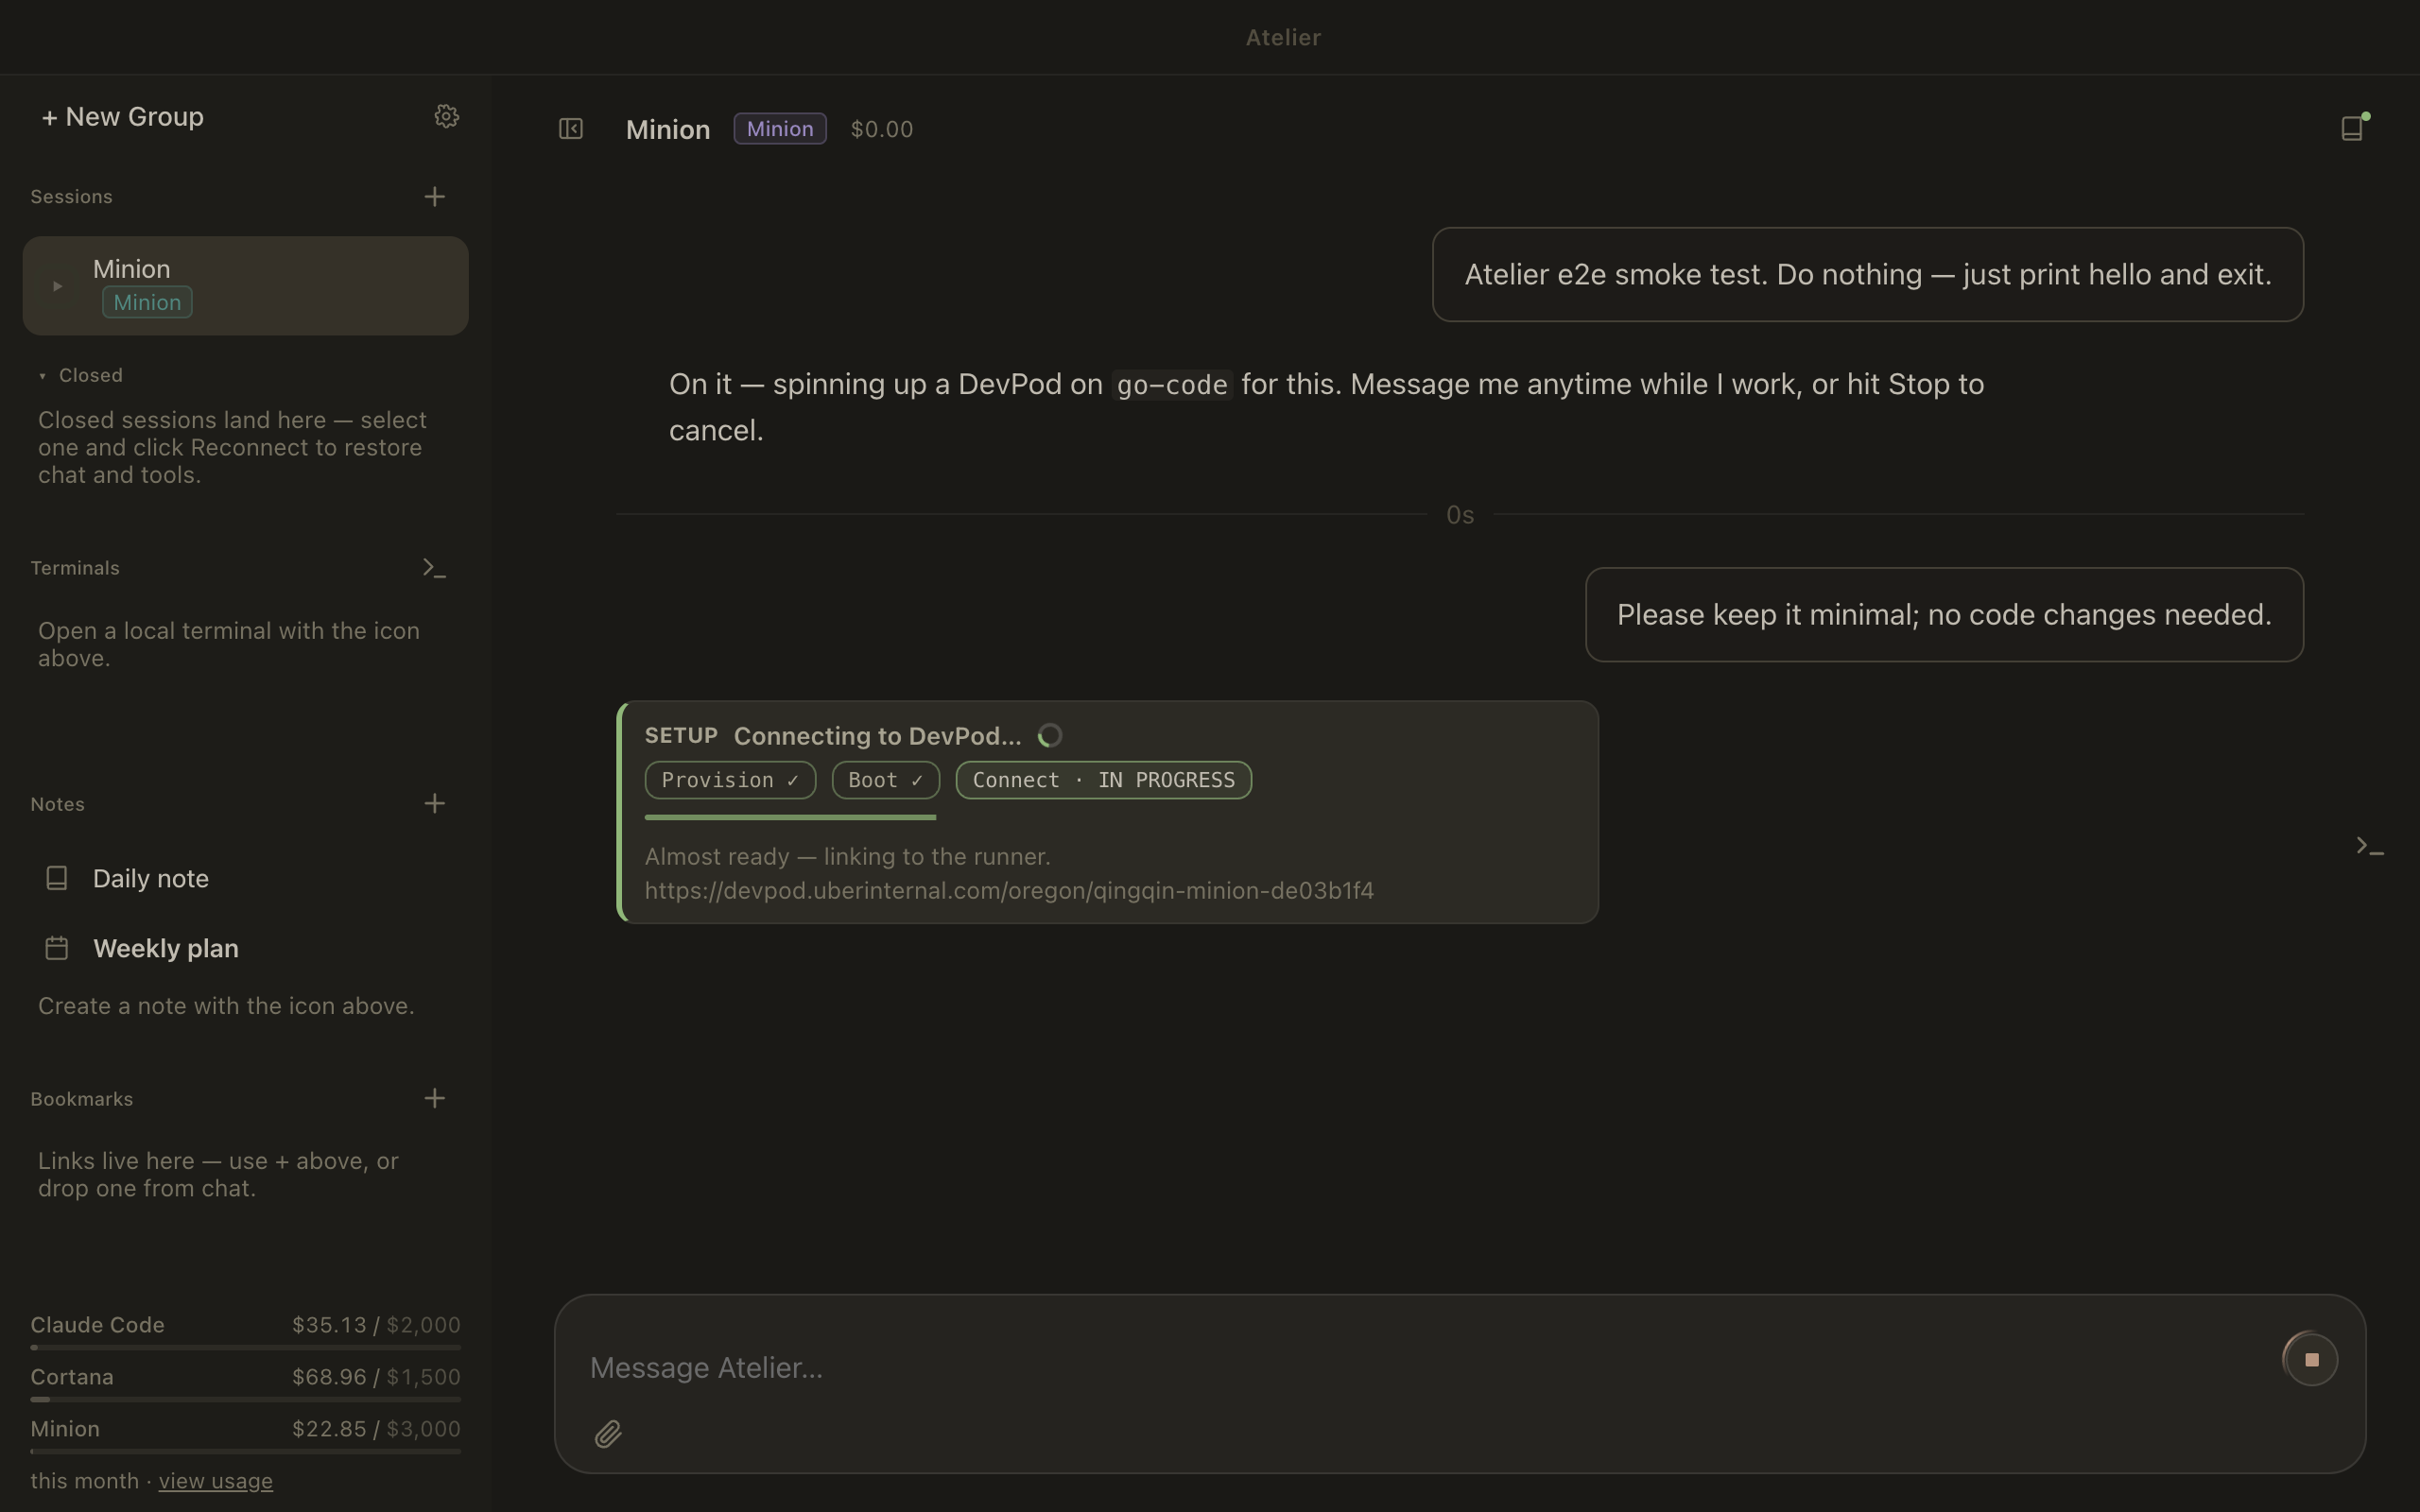 Atelier
+ New Group
Sessions
Minion
Minion
Closed
Closed sessions land here — select
one and click Reconnect to restore
chat and tools.
Terminals
Open a local terminal with the icon
above.
Notes
Daily note
Weekly plan
Create a note with the icon above.
Bookmarks
Links live here — use + above, or
drop one from chat.
Claude Code $35.13 / $2,000
Cortana $68.96 / $1,500
Minion $22.85 / $3,000
this month · view usage
Minion Minion $0.00
Atelier e2e smoke test. Do nothing — just print hello and exit.
On it — spinning up a DevPod on go-code for this. Message me anytime while I work, or hit Stop to
cancel.
0s
Please keep it minimal; no code changes needed.
SETUP Connecting to DevPod...
Provision ✓ Boot ✓ Connect · IN PROGRESS
Almost ready — linking to the runner.
https://devpod.uberinternal.com/oregon/qingqin-minion-de03b1f4
Message Atelier...